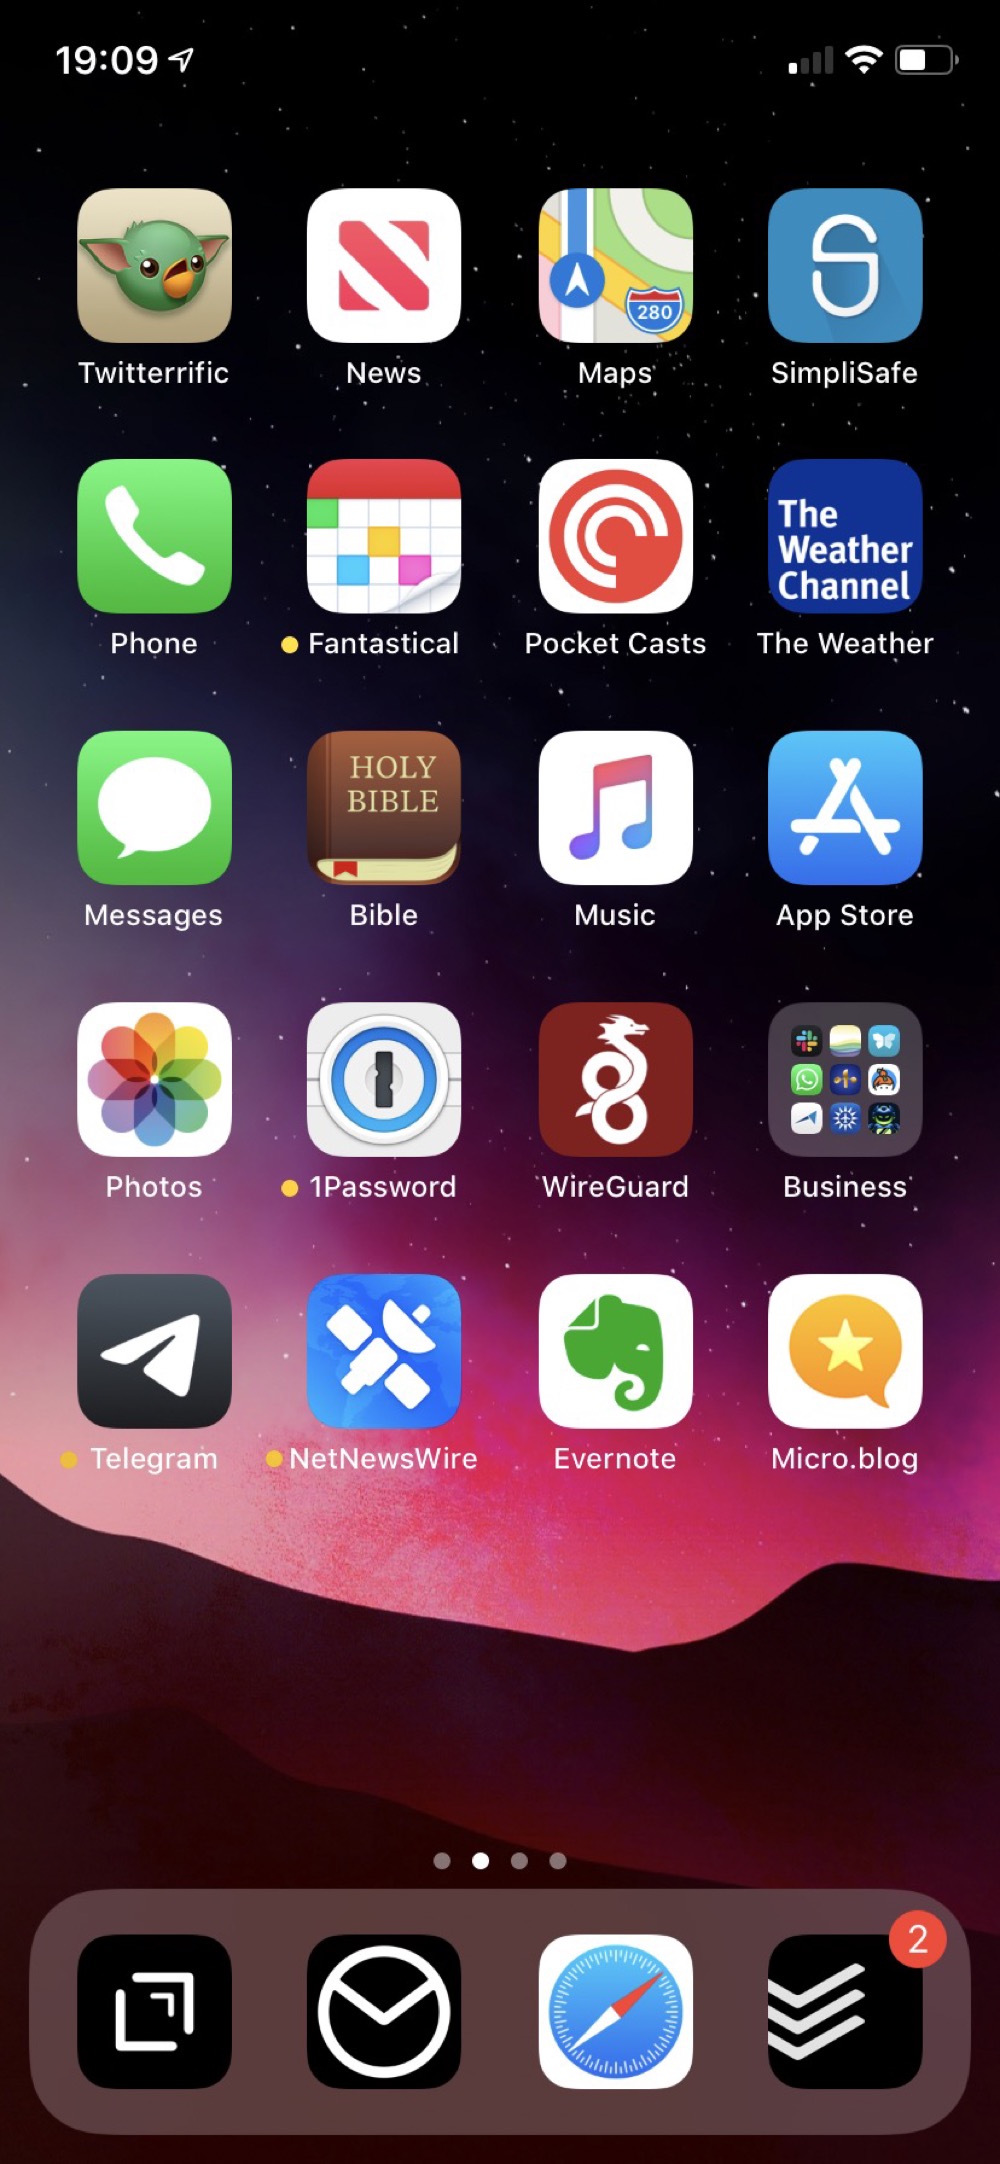 19:09
280
Twitterrific
News
Maps
SimpliSafe
The
Weather
Channel
Phone
Fantastical
Pocket Casts
The Weather
HOLY
BIBLE
Messages
Bible
Music
App Store
Photos
1Password
WireGuard
Business
Telegram
NetNewsWire
Evernote
Micro.blog
2